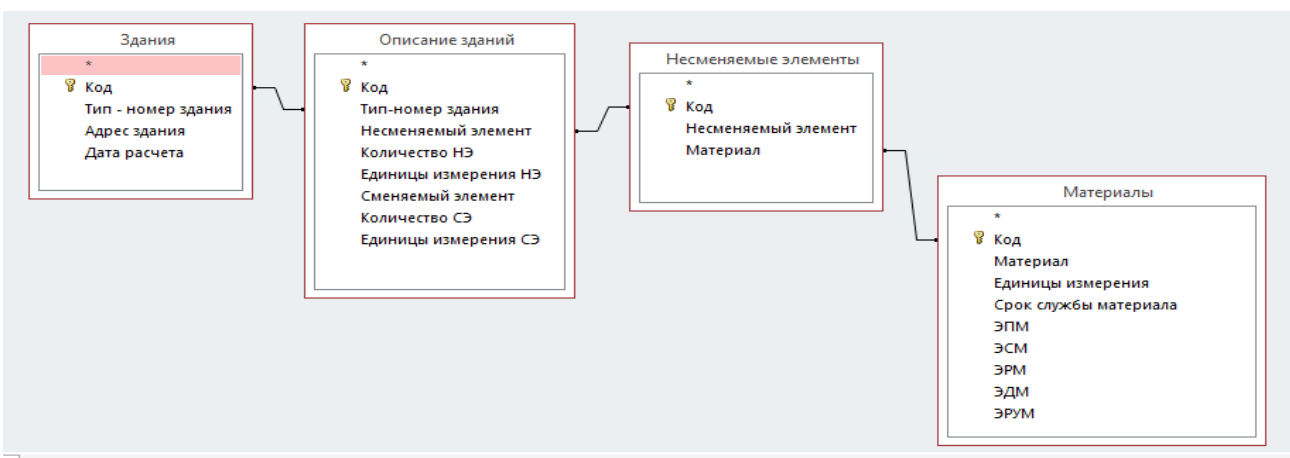 Здания
*
Код
Тип - номер здания
Адрес здания
Дата расчета
Описание зданий
*
Код
Тип-номер здания
Несменяемый элемент
Количество НЭ
Единицы измерения НЭ
Сменяемый элемент
Количество СЭ
Единицы измерения СЭ
Несменяемые элементы
*
Код
Несменяемый элемент
Материал
Материалы
*
Код
Материал
Единицы измерения
Срок службы материала
ЭПМ
ЭСМ
ЭРМ
ЭДМ
ЭРУМ